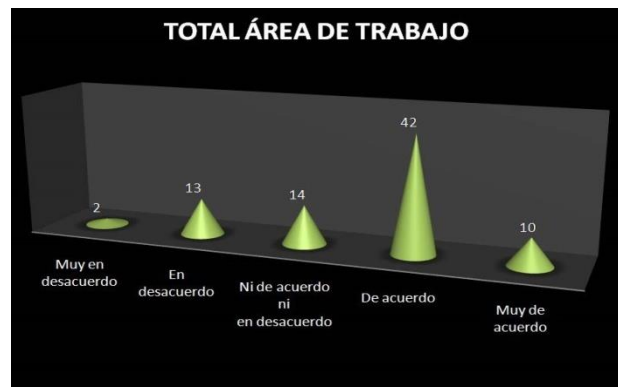 TOTAL ÁREA DE TRABAJO
2
13
14
42
10
Muy en
desacuerdo
En
desacuerdo
Ni de acuerdo
ni
en desacuerdo
De acuerdo
Muy de
acuerdo